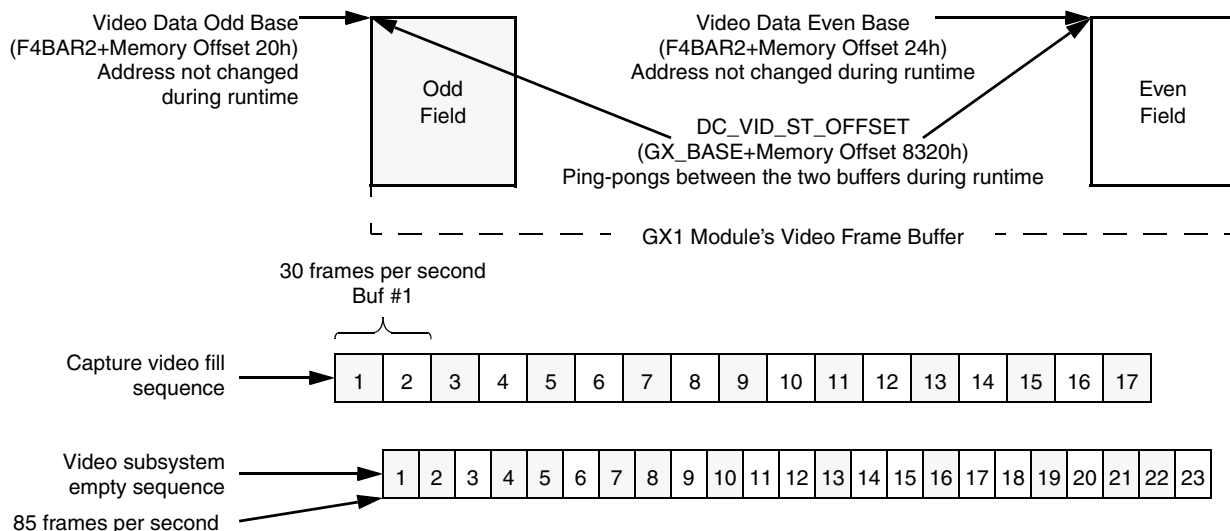 Video Data Odd Base
(F4BAR2+Memory Offset 20h)
Address not changed
during runtime
Odd
Field
Video Data Even Base
(F4BAR2+Memory Offset 24h)
Address not changed during runtime
Even
Field
DC_VID_ST_OFFSET
(GX_BASE+Memory Offset 8320h)
Ping-pongs between the two buffers during runtime
GX1 Module's Video Frame Buffer
30 frames per second
Buf #1
Capture video fill
sequence
1 2 3 4 5 6 7 8 9 10 11 12 13 14 15 16 17
Video subsystem
empty sequence
1 2 3 4 5 6 7 8 9 10 11 12 13 14 15 16 17 18 19 20 21 22 23
85 frames per second